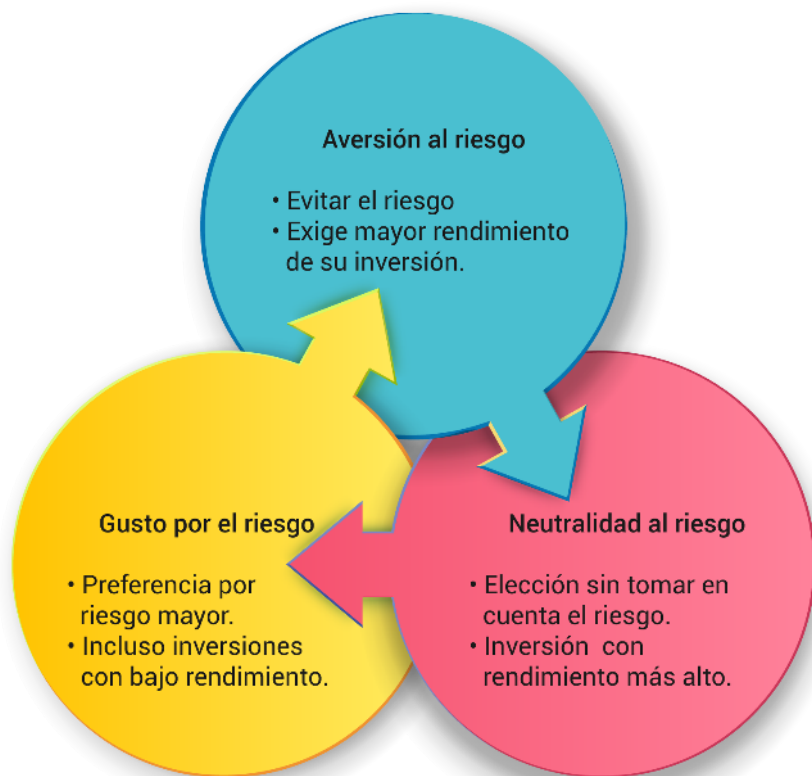 Aversión al riesgo
• Evitar el riesgo
• Exige mayor rendimiento
de su inversión.
Gusto por el riesgo
• Preferencia por
riesgo mayor.
• Incluso inversiones
con bajo rendimiento.
Neutralidad al riesgo
• Elección sin tomar en
cuenta el riesgo.
• Inversión con
rendimiento más alto.